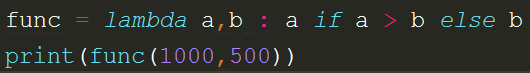 func = lambda a,b : a if a > b else b
print(func(1000,500))